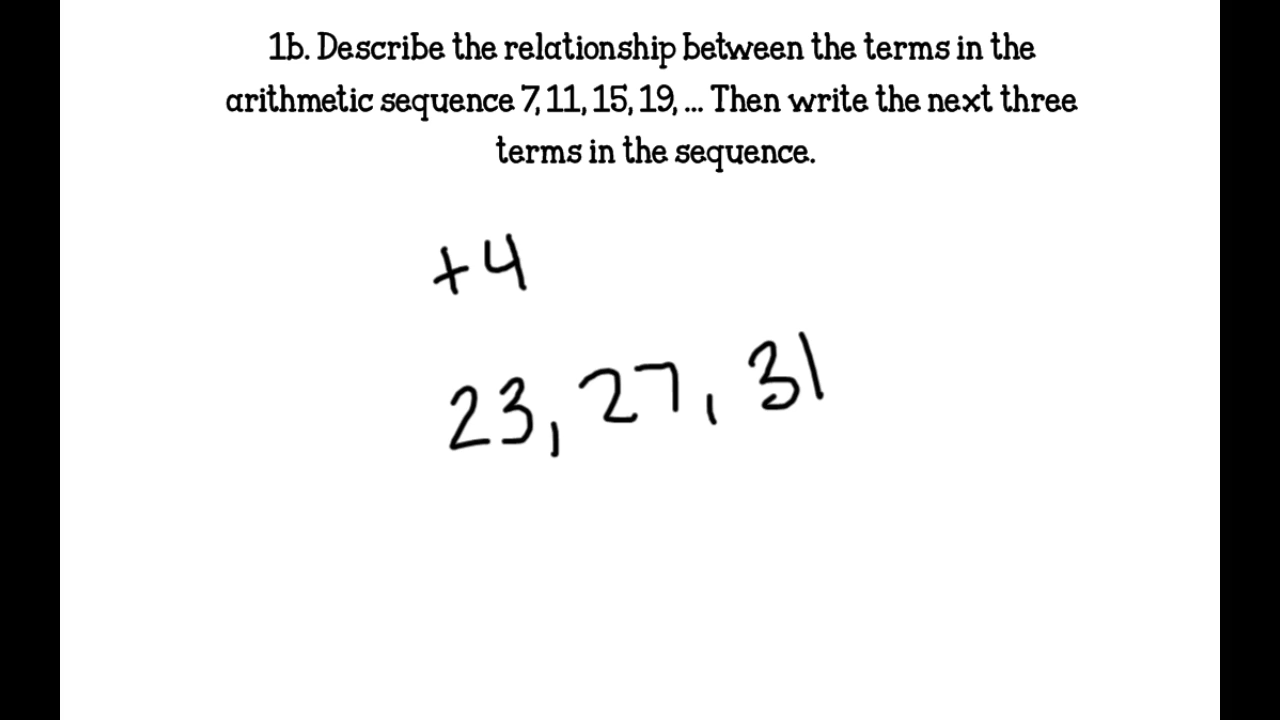 1b. Describe the relationship between the terms in the
arithmetic sequence 7, 11, 15, 19, ... Then write the next three
terms in the sequence.
+4
23, 27, 31